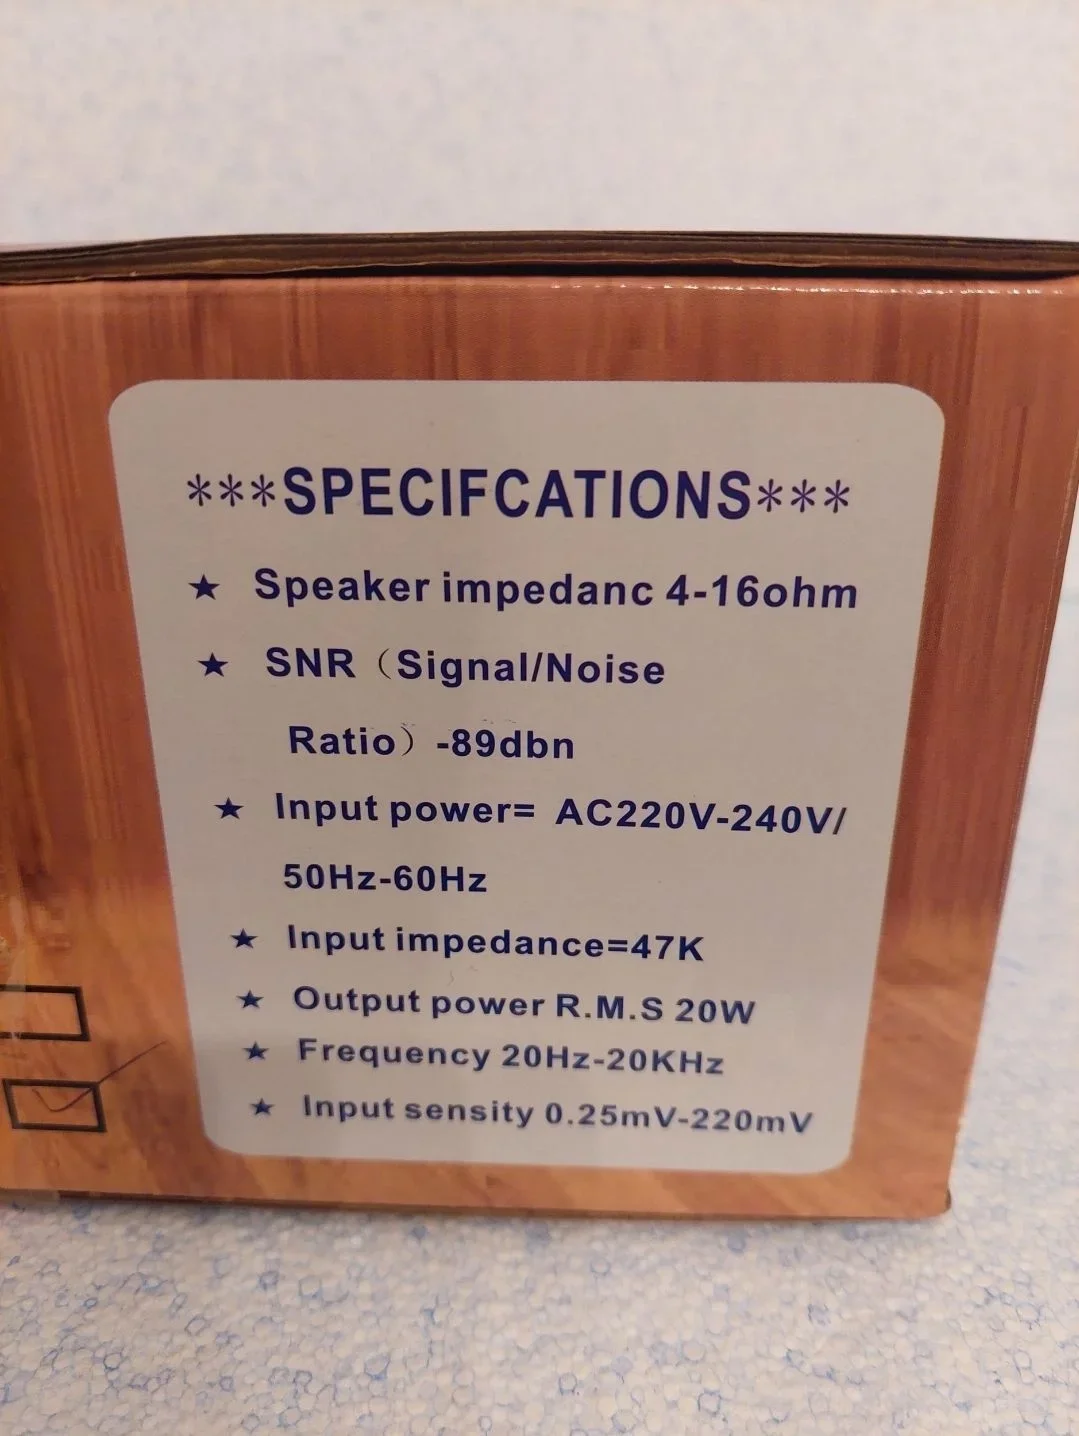 ***SPECIFCATIONS***
★ Speaker impedanc 4-16ohm
★ SNR（Signal/Noise
Ratio）-89dbn
★ Input power= AC220V-240V/
50Hz-60Hz
★ Input impedance=47K
★ Output power R.M.S 20W
★ Frequency 20Hz-20KHz
★ Input sensity 0.25mV-220mV